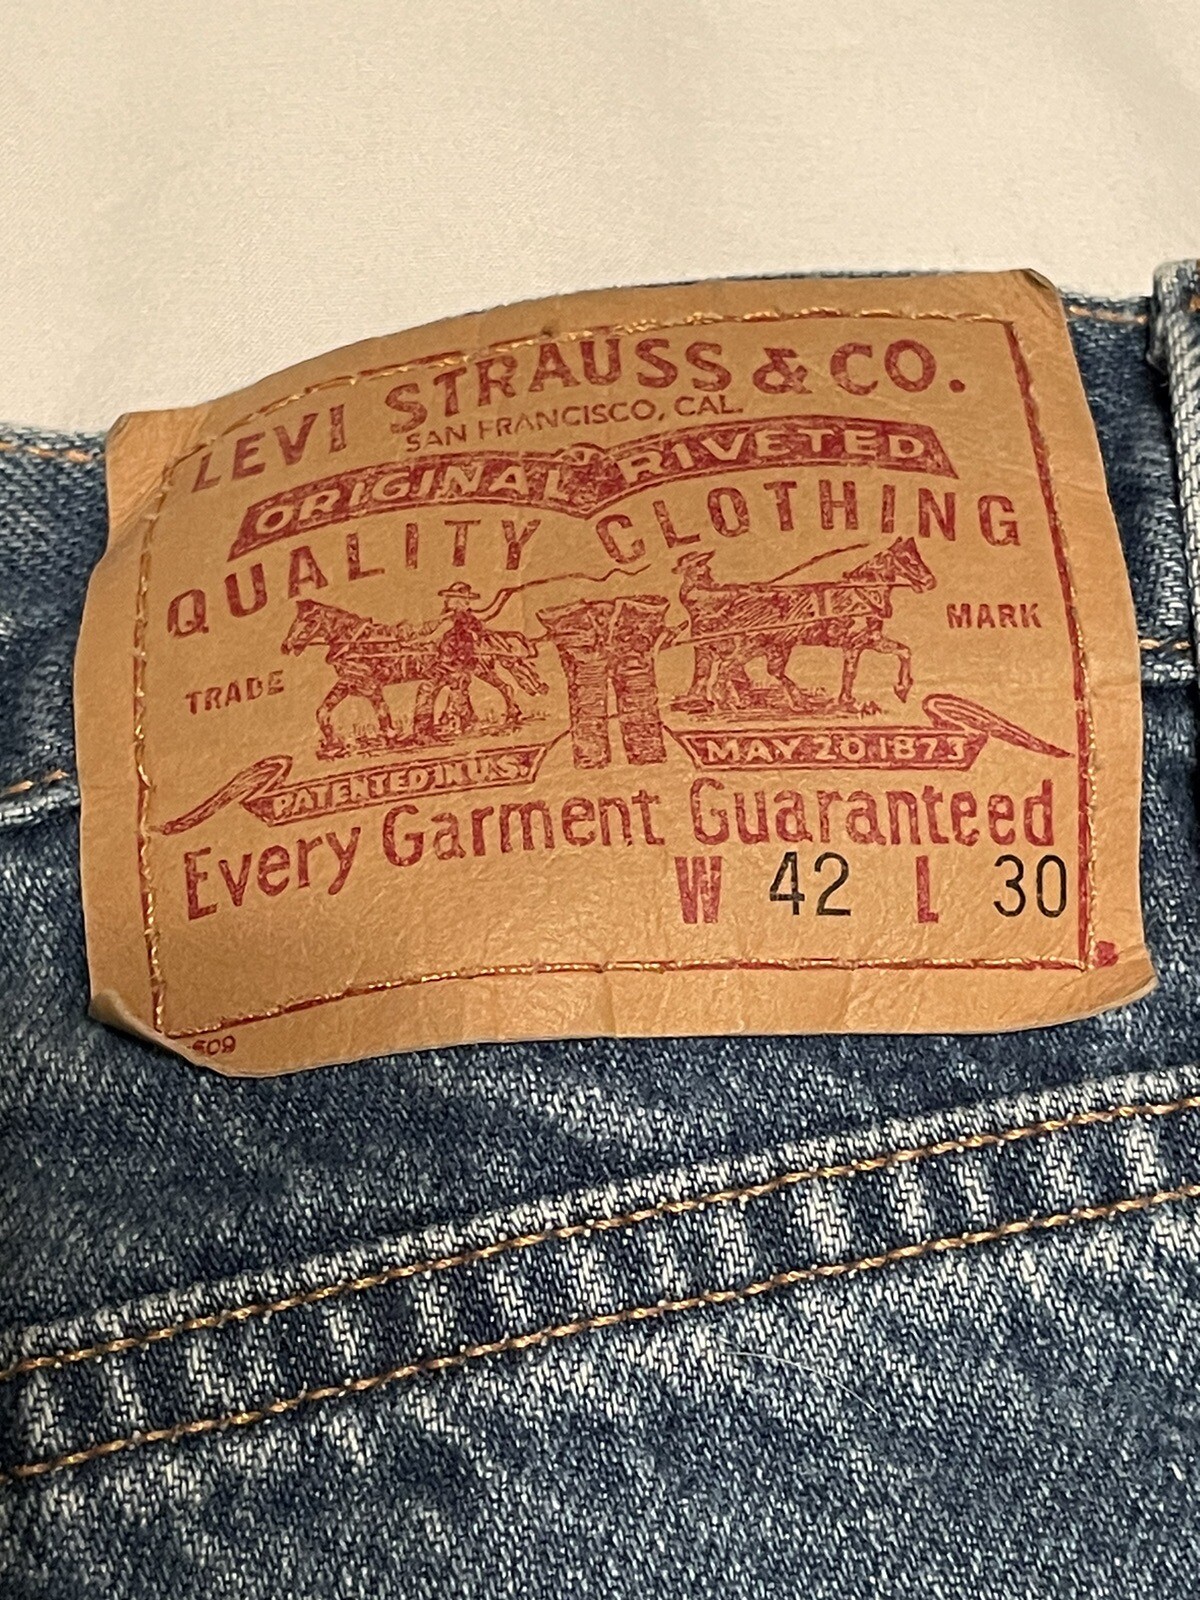 LEVI STRAUSS & CO.
SAN FRANCISCO, CAL.
ORIGINAL RIVETED
QUALITY CLOTHING
TRADE MARK
PATENTED IN U.S. MAY 20 1873
Every Garment Guaranteed
W 42 L 30